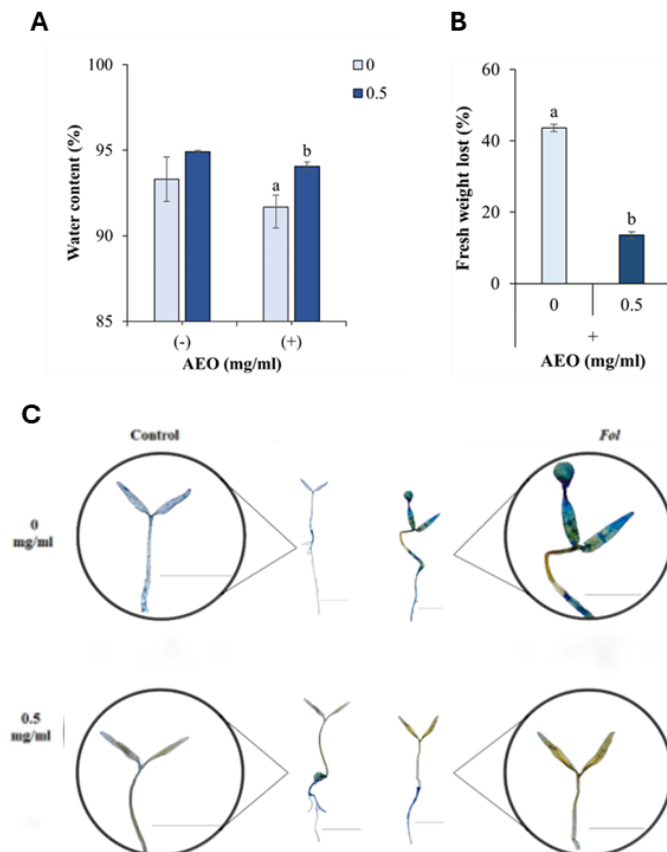 A
Water content (%)
100
95
90
85
0
0.5
a
b
(-)
(+)
AEO (mg/ml)
B
Fresh weight lost (%)
60
40
20
0
a
b
0
0.5
+
AEO (mg/ml)
C
Control
Fol
0
mg/ml
0.5
mg/ml